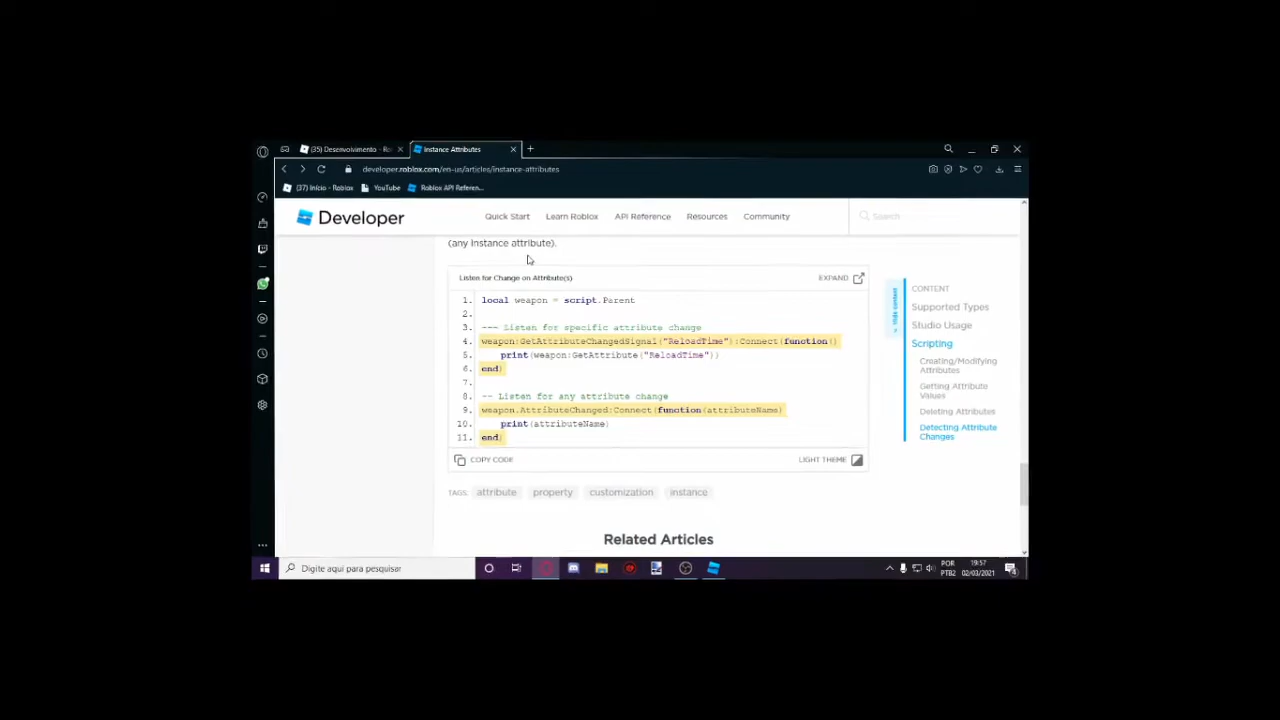 (35) Desenvolvimento - Ro
Instance Attributes
developer.roblox.com/en-us/articles/instance-attributes
(37) Início - Roblox
YouTube
Roblox API Referen...
Developer
Quick Start
Learn Roblox
API Reference
Resources
Community
Search
(any instance attribute).
Listen for Change on Attribute(s)
EXPAND
1. local weapon = script.Parent
2.
3. --- Listen for specific attribute change
4. weapon:GetAttributeChangedSignal("ReloadTime"):Connect(function()
5. print(weapon:GetAttribute("ReloadTime"))
6. end)
7.
8. -- Listen for any attribute change
9. weapon.AttributeChanged:Connect(function(attributeName)
10. print(attributeName)
11. end)
COPY CODE
LIGHT THEME
TAGS: attribute property customization instance
Related Articles
Hide content
CONTENT
Supported Types
Studio Usage
Scripting
Creating/Modifying
Attributes
Getting Attribute
Values
Deleting Attributes
Detecting Attribute
Changes
Digite aqui para pesquisar
POR
PTB2
19:57
02/03/2021